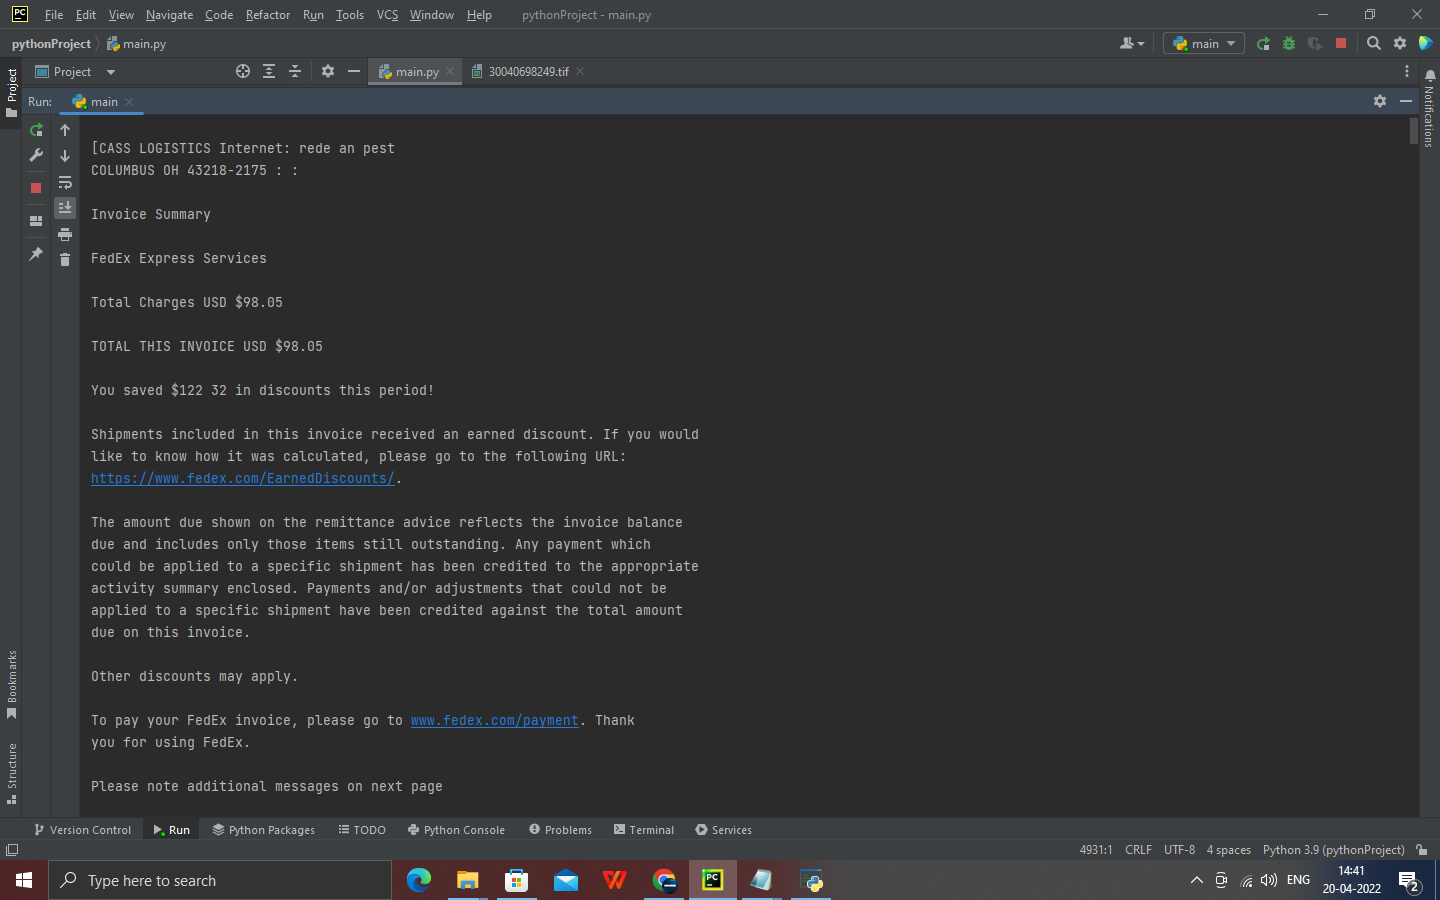 PC File Edit View Navigate Code Refactor Run Tools VCS Window Help pythonProject - main.py
pythonProject main.py main
Project main.py 30040698249.tif
Run: main
Project
Notifications
[CASS LOGISTICS Internet: rede an pest
COLUMBUS OH 43218-2175 : :
Invoice Summary
FedEx Express Services
Total Charges USD $98.05
TOTAL THIS INVOICE USD $98.05
You saved $122 32 in discounts this period!
Shipments included in this invoice received an earned discount. If you would
like to know how it was calculated, please go to the following URL:
https://www.fedex.com/EarnedDiscounts/.
The amount due shown on the remittance advice reflects the invoice balance
due and includes only those items still outstanding. Any payment which
could be applied to a specific shipment has been credited to the appropriate
activity summary enclosed. Payments and/or adjustments that could not be
applied to a specific shipment have been credited against the total amount
due on this invoice.
Other discounts may apply.
To pay your FedEx invoice, please go to www.fedex.com/payment. Thank
you for using FedEx.
Please note additional messages on next page
Bookmarks
Structure
Version Control Run Python Packages TODO Python Console Problems Terminal Services
4931:1 CRLF UTF-8 4 spaces Python 3.9 (pythonProject)
Type here to search PC ENG 14:41
20-04-2022 2